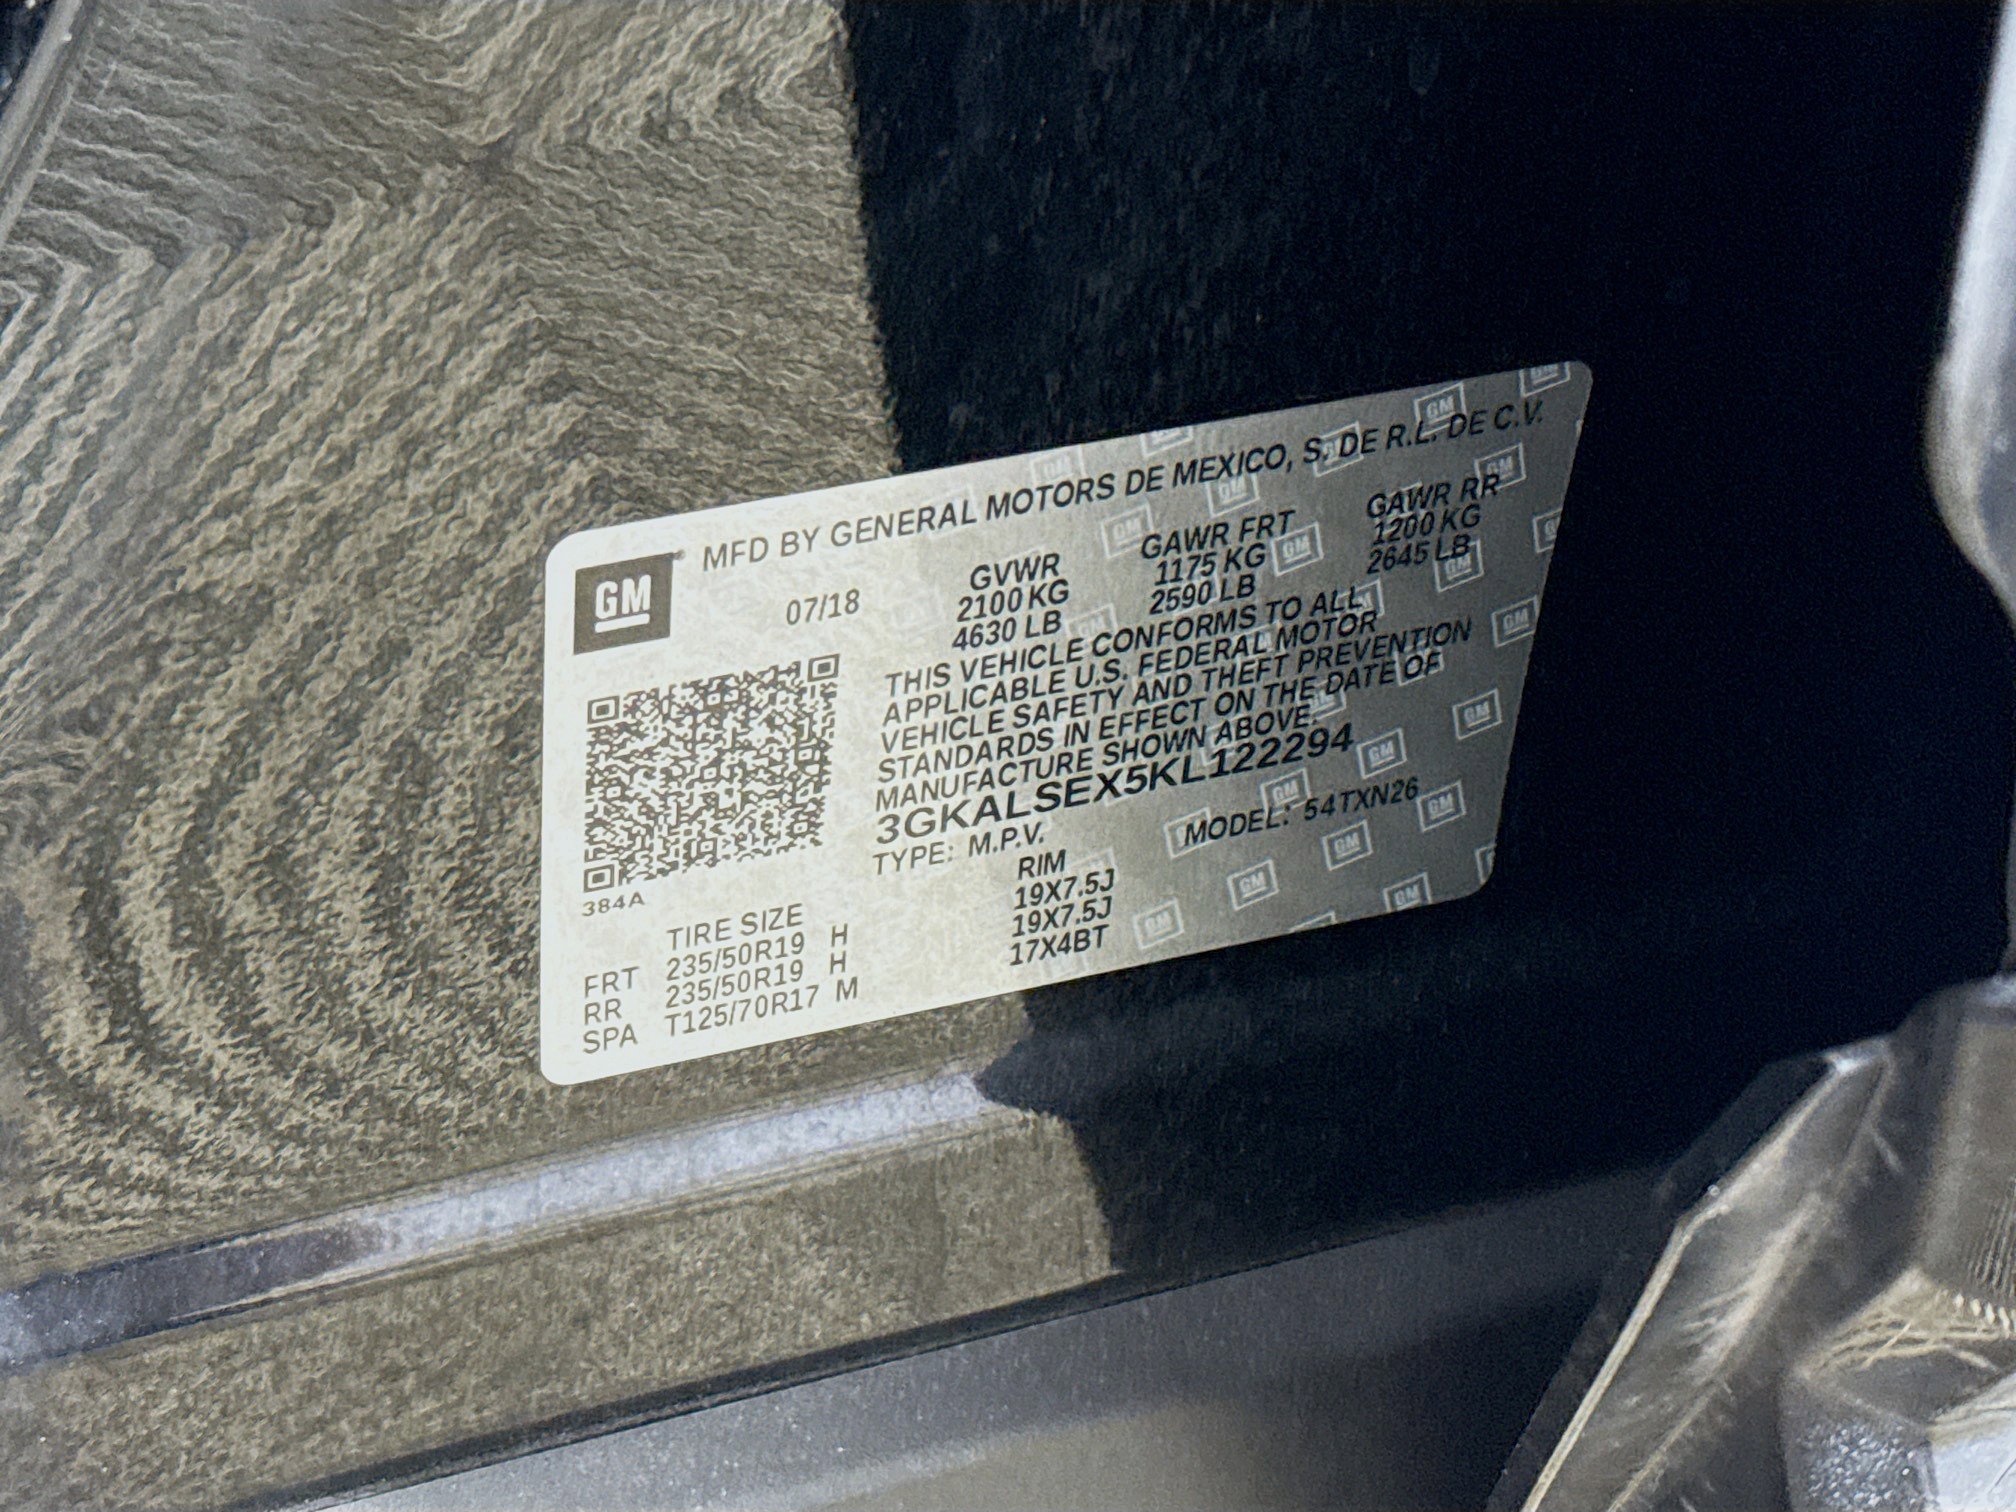 MFD BY GENERAL MOTORS DE MEXICO, S. DE R.L. DE C.V.
GM
07/18
GVWR GAWR FRT GAWR RR
2100 KG 1175 KG 1200 KG
4630 LB 2590 LB 2645 LB
THIS VEHICLE CONFORMS TO ALL
APPLICABLE U.S. FEDERAL MOTOR
VEHICLE SAFETY AND THEFT PREVENTION
STANDARDS IN EFFECT ON THE DATE OF
MANUFACTURE SHOWN ABOVE.
3GKALSEX5KL122294
TYPE: M.P.V. MODEL: 54TXN26
384A
TIRE SIZE RIM
FRT 235/50R19 H 19X7.5J
RR 235/50R19 H 19X7.5J
SPA T125/70R17 M 17X4BT